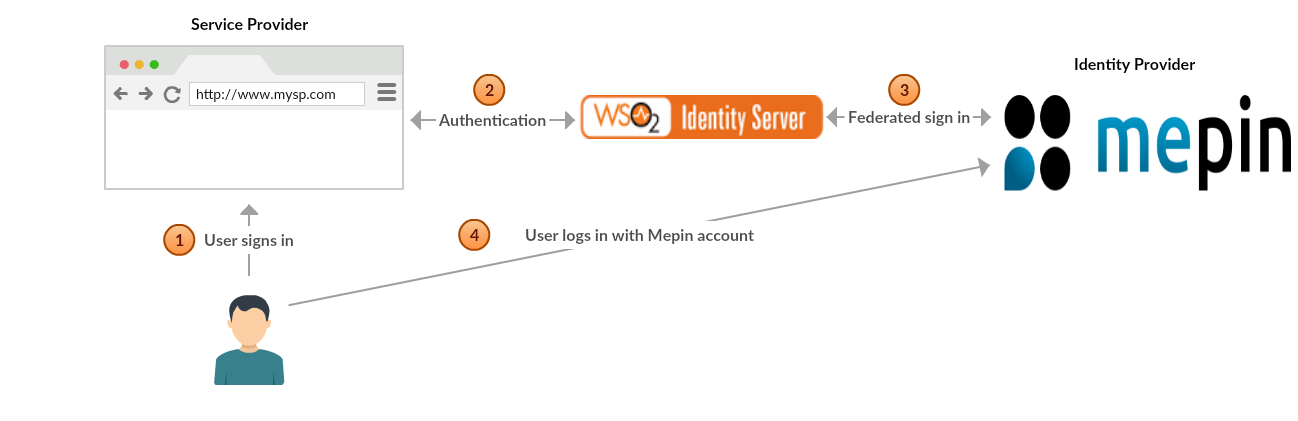 Service Provider
http://www.mysp.com
2
Authentication
WSO2 Identity Server
3
Federated sign in
Identity Provider
mepin
1
User signs in
4
User logs in with Mepin account